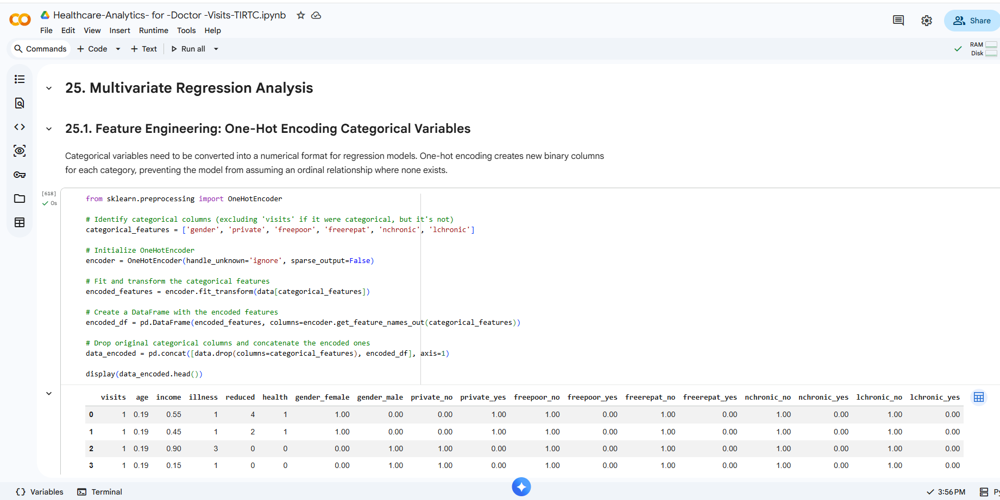 Healthcare-Analytics- for -Doctor -Visits-TIRTC.ipynb
File Edit View Insert Runtime Tools Help
Share
Commands + Code + Text Run all
RAM
Disk
25. Multivariate Regression Analysis
25.1. Feature Engineering: One-Hot Encoding Categorical Variables
Categorical variables need to be converted into a numerical format for regression models. One-hot encoding creates new binary columns
for each category, preventing the model from assuming an ordinal relationship where none exists.
[618]
0s
from sklearn.preprocessing import OneHotEncoder
# Identify categorical columns (excluding 'visits' if it were categorical, but it's not)
categorical_features = ['gender', 'private', 'freepoor', 'freerepat', 'nchronic', 'lchronic']
# Initialize OneHotEncoder
encoder = OneHotEncoder(handle_unknown='ignore', sparse_output=False)
# Fit and transform the categorical features
encoded_features = encoder.fit_transform(data[categorical_features])
# Create a DataFrame with the encoded features
encoded_df = pd.DataFrame(encoded_features, columns=encoder.get_feature_names_out(categorical_features))
# Drop original categorical columns and concatenate the encoded ones
data_encoded = pd.concat([data.drop(columns=categorical_features), encoded_df], axis=1)
display(data_encoded.head())
visits age income illness reduced health gender_female gender_male private_no private_yes freepoor_no freepoor_yes freerepat_no freerepat_yes nchronic_no nchronic_yes lchronic_no lchronic_yes
0 1 0.19 0.55 1 4 1 1.00 0.00 0.00 1.00 1.00 0.00 1.00 0.00 1.00 0.00 1.00 0.00
1 1 0.19 0.45 1 2 1 1.00 0.00 0.00 1.00 1.00 0.00 1.00 0.00 1.00 0.00 1.00 0.00
2 1 0.19 0.90 3 0 0 0.00 1.00 1.00 0.00 1.00 0.00 1.00 0.00 1.00 0.00 1.00 0.00
3 1 0.19 0.15 1 0 0 0.00 1.00 1.00 0.00 1.00 0.00 1.00 0.00 1.00 0.00 1.00 0.00
{} Variables Terminal
3:56 PM